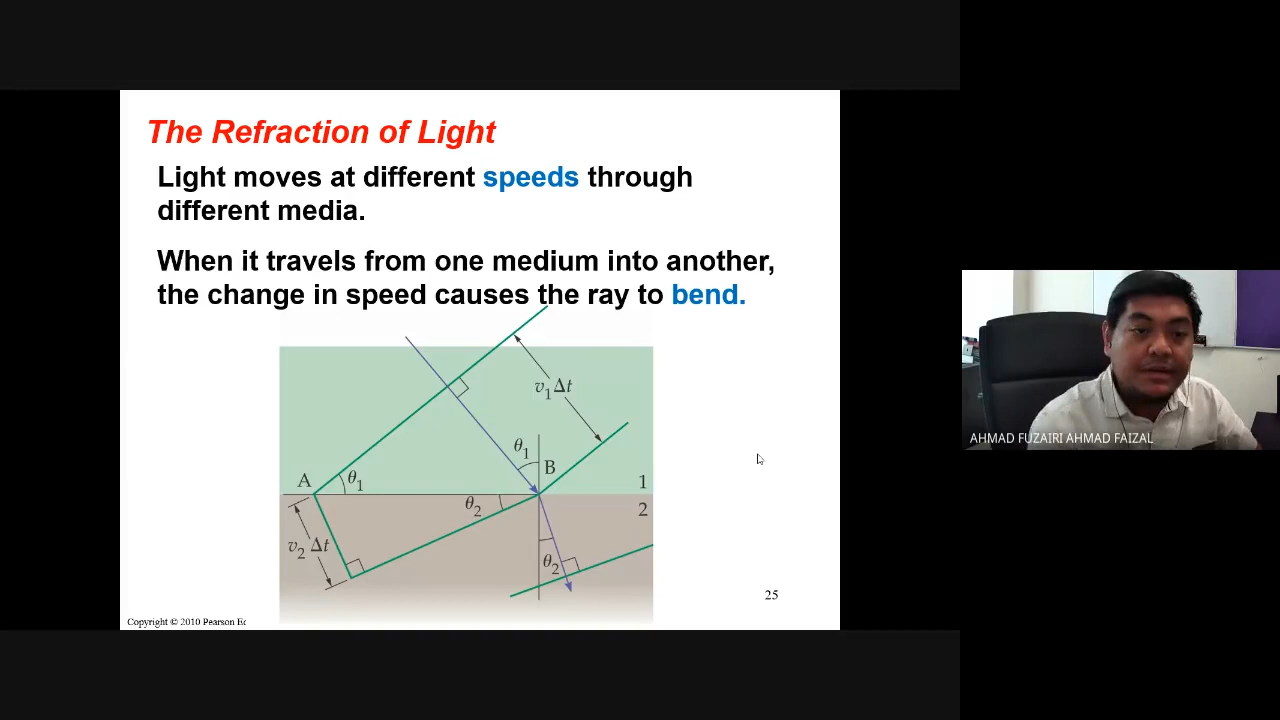 The Refraction of Light
Light moves at different speeds through
different media.
When it travels from one medium into another,
the change in speed causes the ray to bend.
v₁Δt
θ₁
B
A
θ₁
1
θ₂
2
v₂ Δt
θ₂
25
Copyright © 2010 Pearson Ec
AHMAD FUZAIRI AHMAD FAIZAL